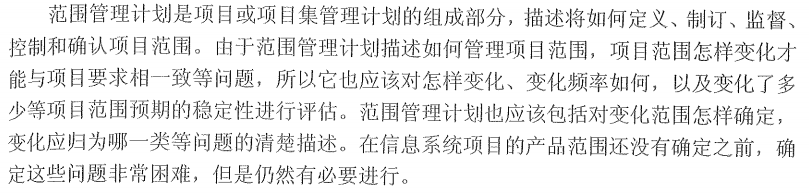 范围管理计划是项目或项目集管理计划的组成部分，描述将如何定义、制订、监督、
控制和确认项目范围。由于范围管理计划描述如何管理项目范围，项目范围怎样变化才
能与项目要求相一致等问题，所以它也应该对怎样变化、变化频率如何，以及变化了多
少等项目范围预期的稳定性进行评估。范围管理计划也应该包括对变化范围怎样确定，
变化应归为哪一类等问题的清楚描述。在信息系统项目的产品范围还没有确定之前，确
定这些问题非常困难，但是仍然有必要进行。